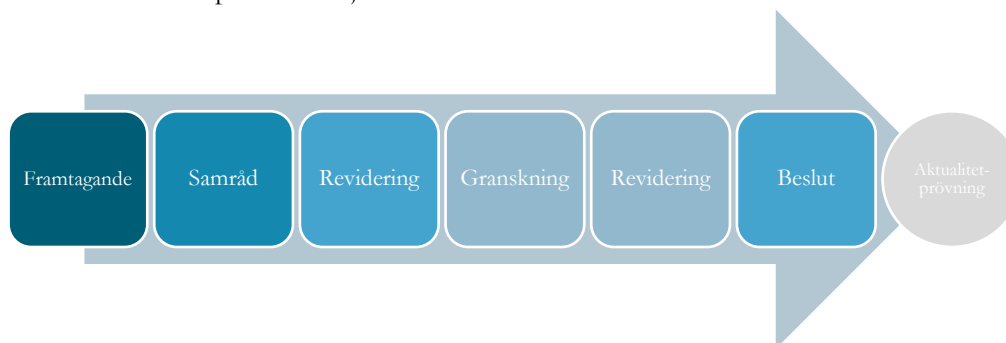 Framtagande
Samråd
Revidering
Granskning
Revidering
Beslut
Aktualitet-
prövning